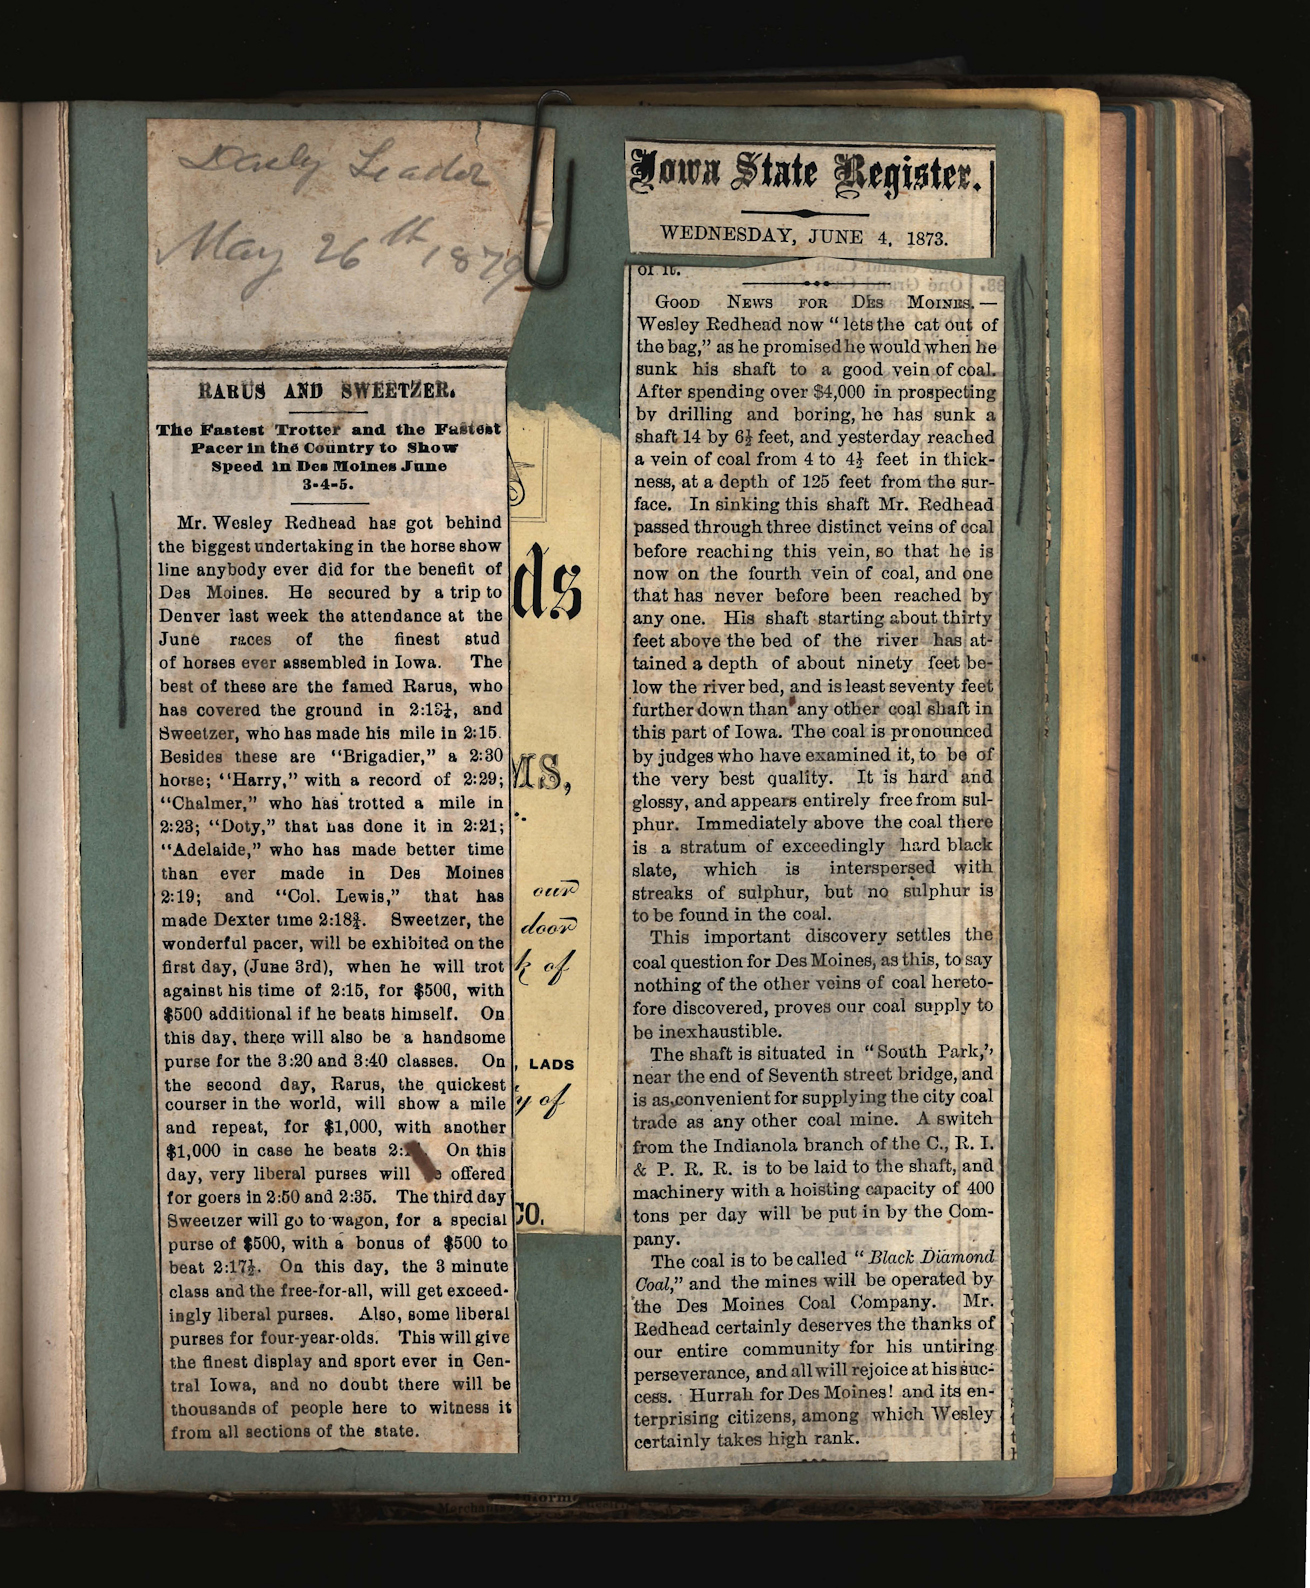 Daily Leader
May 26th 1879
RARUS AND SWEETZER.
The Fastest Trotter and the Fastest
Pacer in the Country to Show
Speed in Des Moines June
3-4-5.
Mr. Wesley Redhead has got behind
the biggest undertaking in the horse show
line anybody ever did for the benefit of
Des Moines. He secured by a trip to
Denver last week the attendance at the
June races of the finest stud
of horses ever assembled in Iowa. The
best of these are the famed Rarus, who
has covered the ground in 2:13¼, and
Sweetzer, who has made his mile in 2:15.
Besides these are "Brigadier," a 2:30
horse; "Harry," with a record of 2:29;
"Chalmer," who has trotted a mile in
2:23; "Doty," that has done it in 2:21;
"Adelaide," who has made better time
than ever made in Des Moines
2:19; and "Col. Lewis," that has
made Dexter time 2:18¾. Sweetzer, the
wonderful pacer, will be exhibited on the
first day, (June 3rd), when he will trot
against his time of 2:15, for $500, with
$500 additional if he beats himself. On
this day, there will also be a handsome
purse for the 3:20 and 3:40 classes. On
the second day, Rarus, the quickest
courser in the world, will show a mile
and repeat, for $1,000, with another
$1,000 in case he beats On this
day, very liberal purses will offered
for goers in 2:50 and 2:35. The third day
Sweetzer will go to wagon, for a special
purse of $500, with a bonus of $500 to
beat 2:17½. On this day, the 3 minute
class and the free-for-all, will get exceed-
ingly liberal purses. Also, some liberal
purses for four-year-olds. This will give
the finest display and sport ever in Cen-
tral Iowa, and no doubt there will be
thousands of people here to witness it
from all sections of the state.
ds
MS,
our
door
k of
, LADS
y of
CO.
Iowa State Register.
WEDNESDAY, JUNE 4, 1873.
of it.
GOOD NEWS FOR DES MOINES.—
Wesley Redhead now "lets the cat out of
the bag," as he promised he would when he
sunk his shaft to a good vein of coal.
After spending over $4,000 in prospecting
by drilling and boring, he has sunk a
shaft 14 by 6½ feet, and yesterday reached
a vein of coal from 4 to 4½ feet in thick-
ness, at a depth of 125 feet from the sur-
face. In sinking this shaft Mr. Redhead
passed through three distinct veins of coal
before reaching this vein, so that he is
now on the fourth vein of coal, and one
that has never before been reached by
any one. His shaft starting about thirty
feet above the bed of the river has at-
tained a depth of about ninety feet be-
low the river bed, and is least seventy feet
further down than any other coal shaft in
this part of Iowa. The coal is pronounced
by judges who have examined it, to be of
the very best quality. It is hard and
glossy, and appears entirely free from sul-
phur. Immediately above the coal there
is a stratum of exceedingly hard black
slate, which is interspersed with
streaks of sulphur, but no sulphur is
to be found in the coal.
This important discovery settles the
coal question for Des Moines, as this, to say
nothing of the other veins of coal hereto-
fore discovered, proves our coal supply to
be inexhaustible.
The shaft is situated in "South Park,"
near the end of Seventh street bridge, and
is as convenient for supplying the city coal
trade as any other coal mine. A switch
from the Indianola branch of the C., R. I.
& P. R. R. is to be laid to the shaft, and
machinery with a hoisting capacity of 400
tons per day will be put in by the Com-
pany.
The coal is to be called "Black Diamond
Coal," and the mines will be operated by
the Des Moines Coal Company. Mr.
Redhead certainly deserves the thanks of
our entire community for his untiring
perseverance, and all will rejoice at his suc-
cess. Hurrah for Des Moines! and its en-
terprising citizens, among which Wesley
certainly takes high rank.